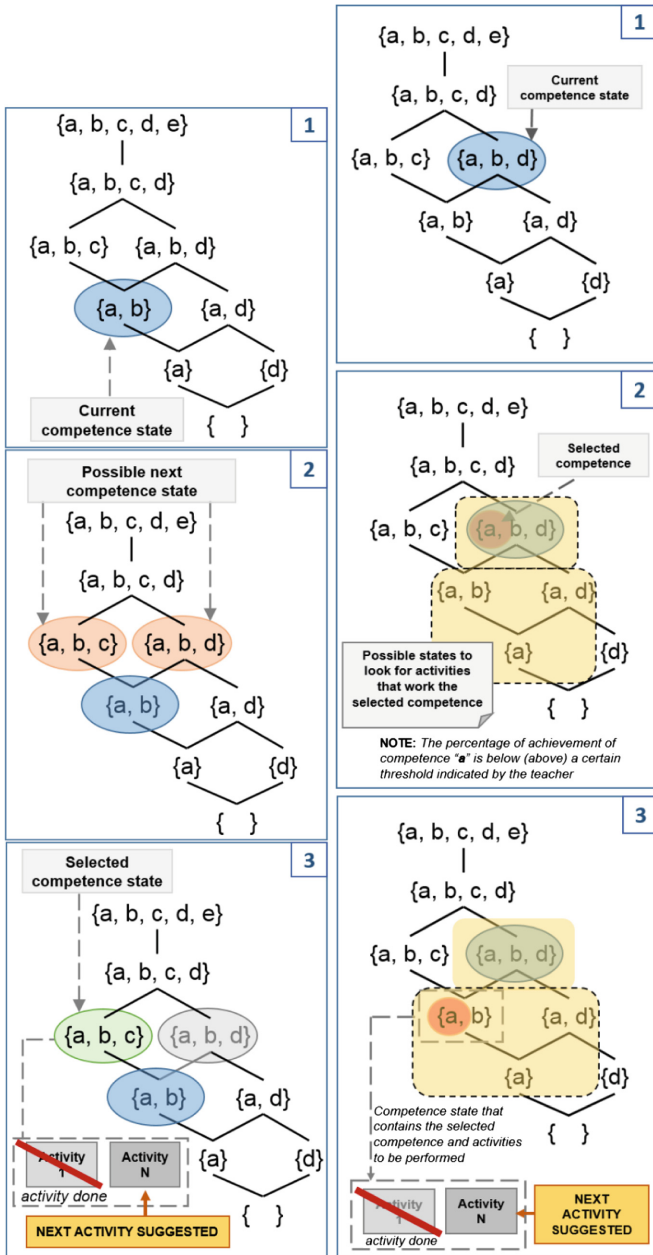 1
{a, b, c, d, e}
{a, b, c, d}
{a, b, c} {a, b, d}
{a, b} {a, d}
{a} {d}
{ }
Current
competence state
2
Possible next
competence state
{a, b, c, d, e}
{a, b, c, d}
{a, b, c} {a, b, d}
{a, b} {a, d}
{a} {d}
{ }
3
Selected
competence state
{a, b, c, d, e}
{a, b, c, d}
{a, b, c} {a, b, d}
{a, b} {a, d}
{a} {d}
{ }
Activity
1
Activity
N
activity done
NEXT ACTIVITY SUGGESTED
1
{a, b, c, d, e}
Current
competence state
{a, b, c, d}
{a, b, c} {a, b, d}
{a, b} {a, d}
{a} {d}
{ }
2
{a, b, c, d, e}
Selected
competence
{a, b, c, d}
{a, b, c} {a, b, d}
{a, b} {a, d}
{a} {d}
{ }
Possible states to
look for activities
that work the
selected competence
NOTE: The percentage of achievement of
competence “a” is below (above) a certain
threshold indicated by the teacher
3
{a, b, c, d, e}
{a, b, c, d}
{a, b, c} {a, b, d}
{a, b} {a, d}
{a} {d}
{ }
Competence state that
contains the selected
competence and activities
to be performed
Activity
1
Activity
N
activity done
NEXT
ACTIVITY
SUGGESTED